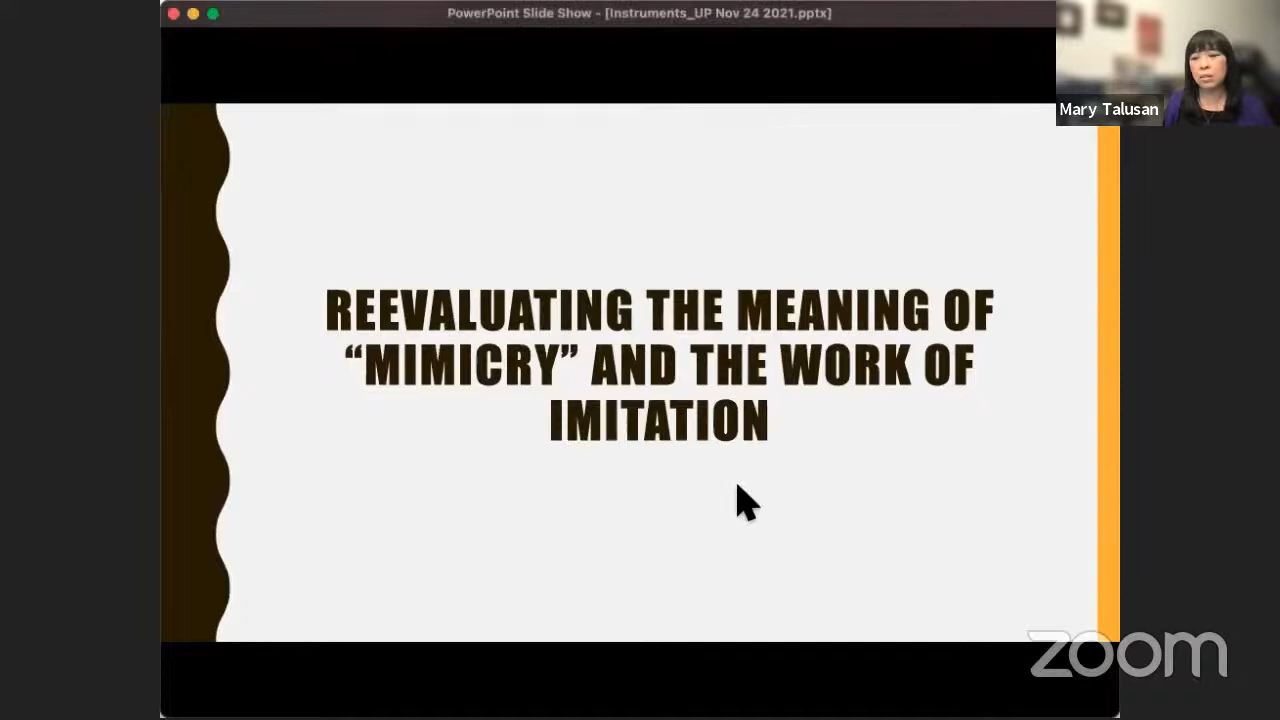 PowerPoint Slide Show - [Instruments_UP Nov 24 2021.pptx]
Mary Talusan
REEVALUATING THE MEANING OF
“MIMICRY” AND THE WORK OF
IMITATION
zoom